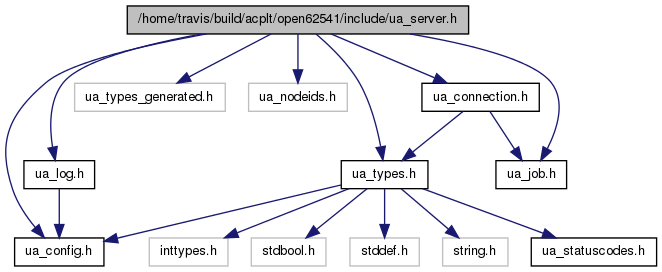 /home/travis/build/acplt/open62541/include/ua_server.h
ua_types_generated.h
ua_nodeids.h
ua_connection.h
ua_log.h
ua_types.h
ua_job.h
ua_config.h
inttypes.h
stdbool.h
stddef.h
string.h
ua_statuscodes.h